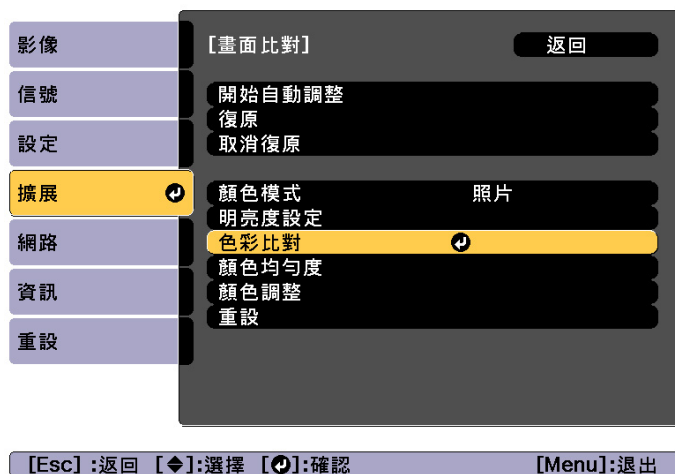 影像
信號
設定
擴展
網路
資訊
重設
[畫面比對] 返回
開始自動調整
復原
取消復原
顏色模式 照片
明亮度設定
色彩比對
顏色均勻度
顏色調整
重設
[Esc] :返回 [◆]:選擇 [⏎]:確認 [Menu]:退出